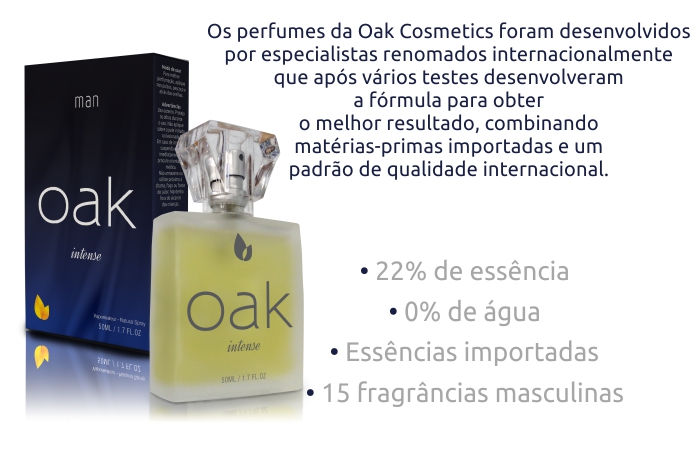 Os perfumes da Oak Cosmetics foram desenvolvidos
por especialistas renomados internacionalmente
que após vários testes desenvolveram
a fórmula para obter
o melhor resultado, combinando
matérias-primas importadas e um
padrão de qualidade internacional.
man
oak
intense
50ML / 1.7 FL.OZ
oak
intense
50ML / 1.7 FL.OZ
• 22% de essência
• 0% de água
• Essências importadas
• 15 fragrâncias masculinas